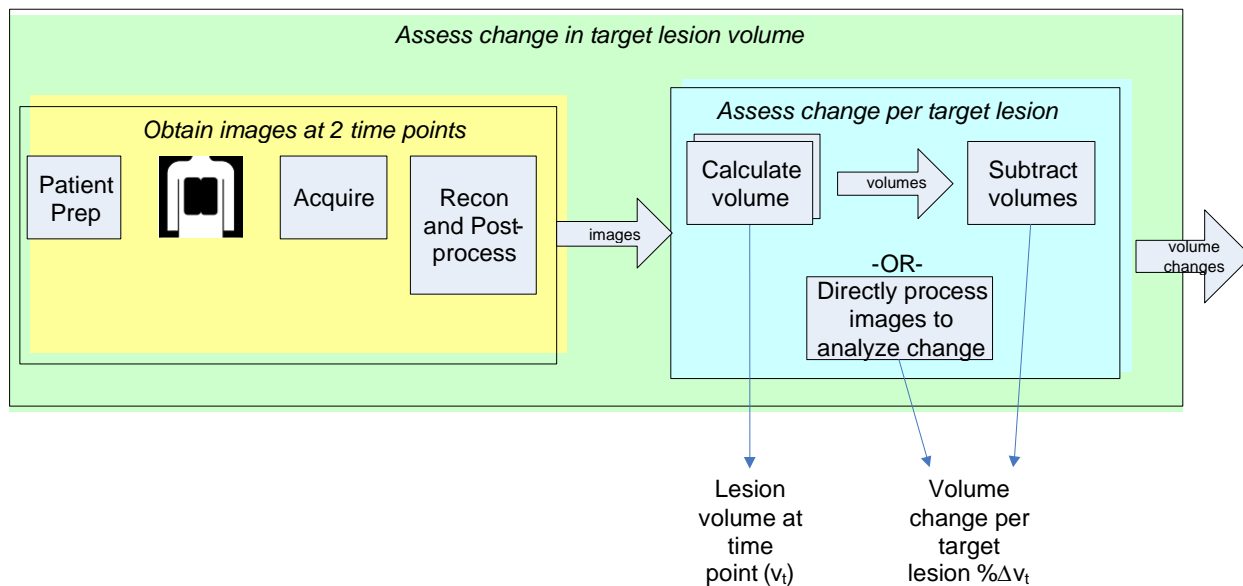 Assess change in target lesion volume
Obtain images at 2 time points
Patient
Prep
Acquire
Recon
and Post-
process
images
Assess change per target lesion
Calculate
volume
volumes
Subtract
volumes
-OR-
Directly process
images to
analyze change
volume
changes
Lesion
volume at
time
point (vₜ)
Volume
change per
target
lesion %Δvₜ